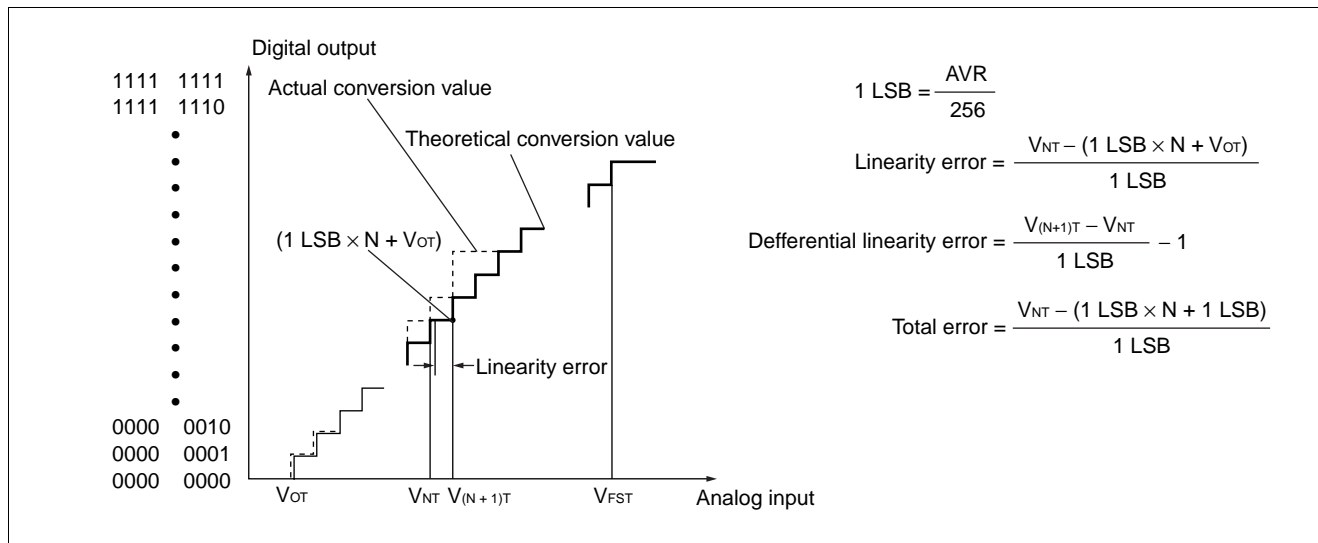 Digital output
1111 1111
1111 1110
Actual conversion value
Theoretical conversion value
(1 LSB × N + VOT)
Linearity error
0000 0010
0000 0001
0000 0000
VOT
VNT
V(N + 1)T
VFST
Analog input
1 LSB = AVR
256
Linearity error = VNT – (1 LSB × N + VOT)
1 LSB
Defferential linearity error = V(N+1)T – VNT – 1
1 LSB
Total error = VNT – (1 LSB × N + 1 LSB)
1 LSB